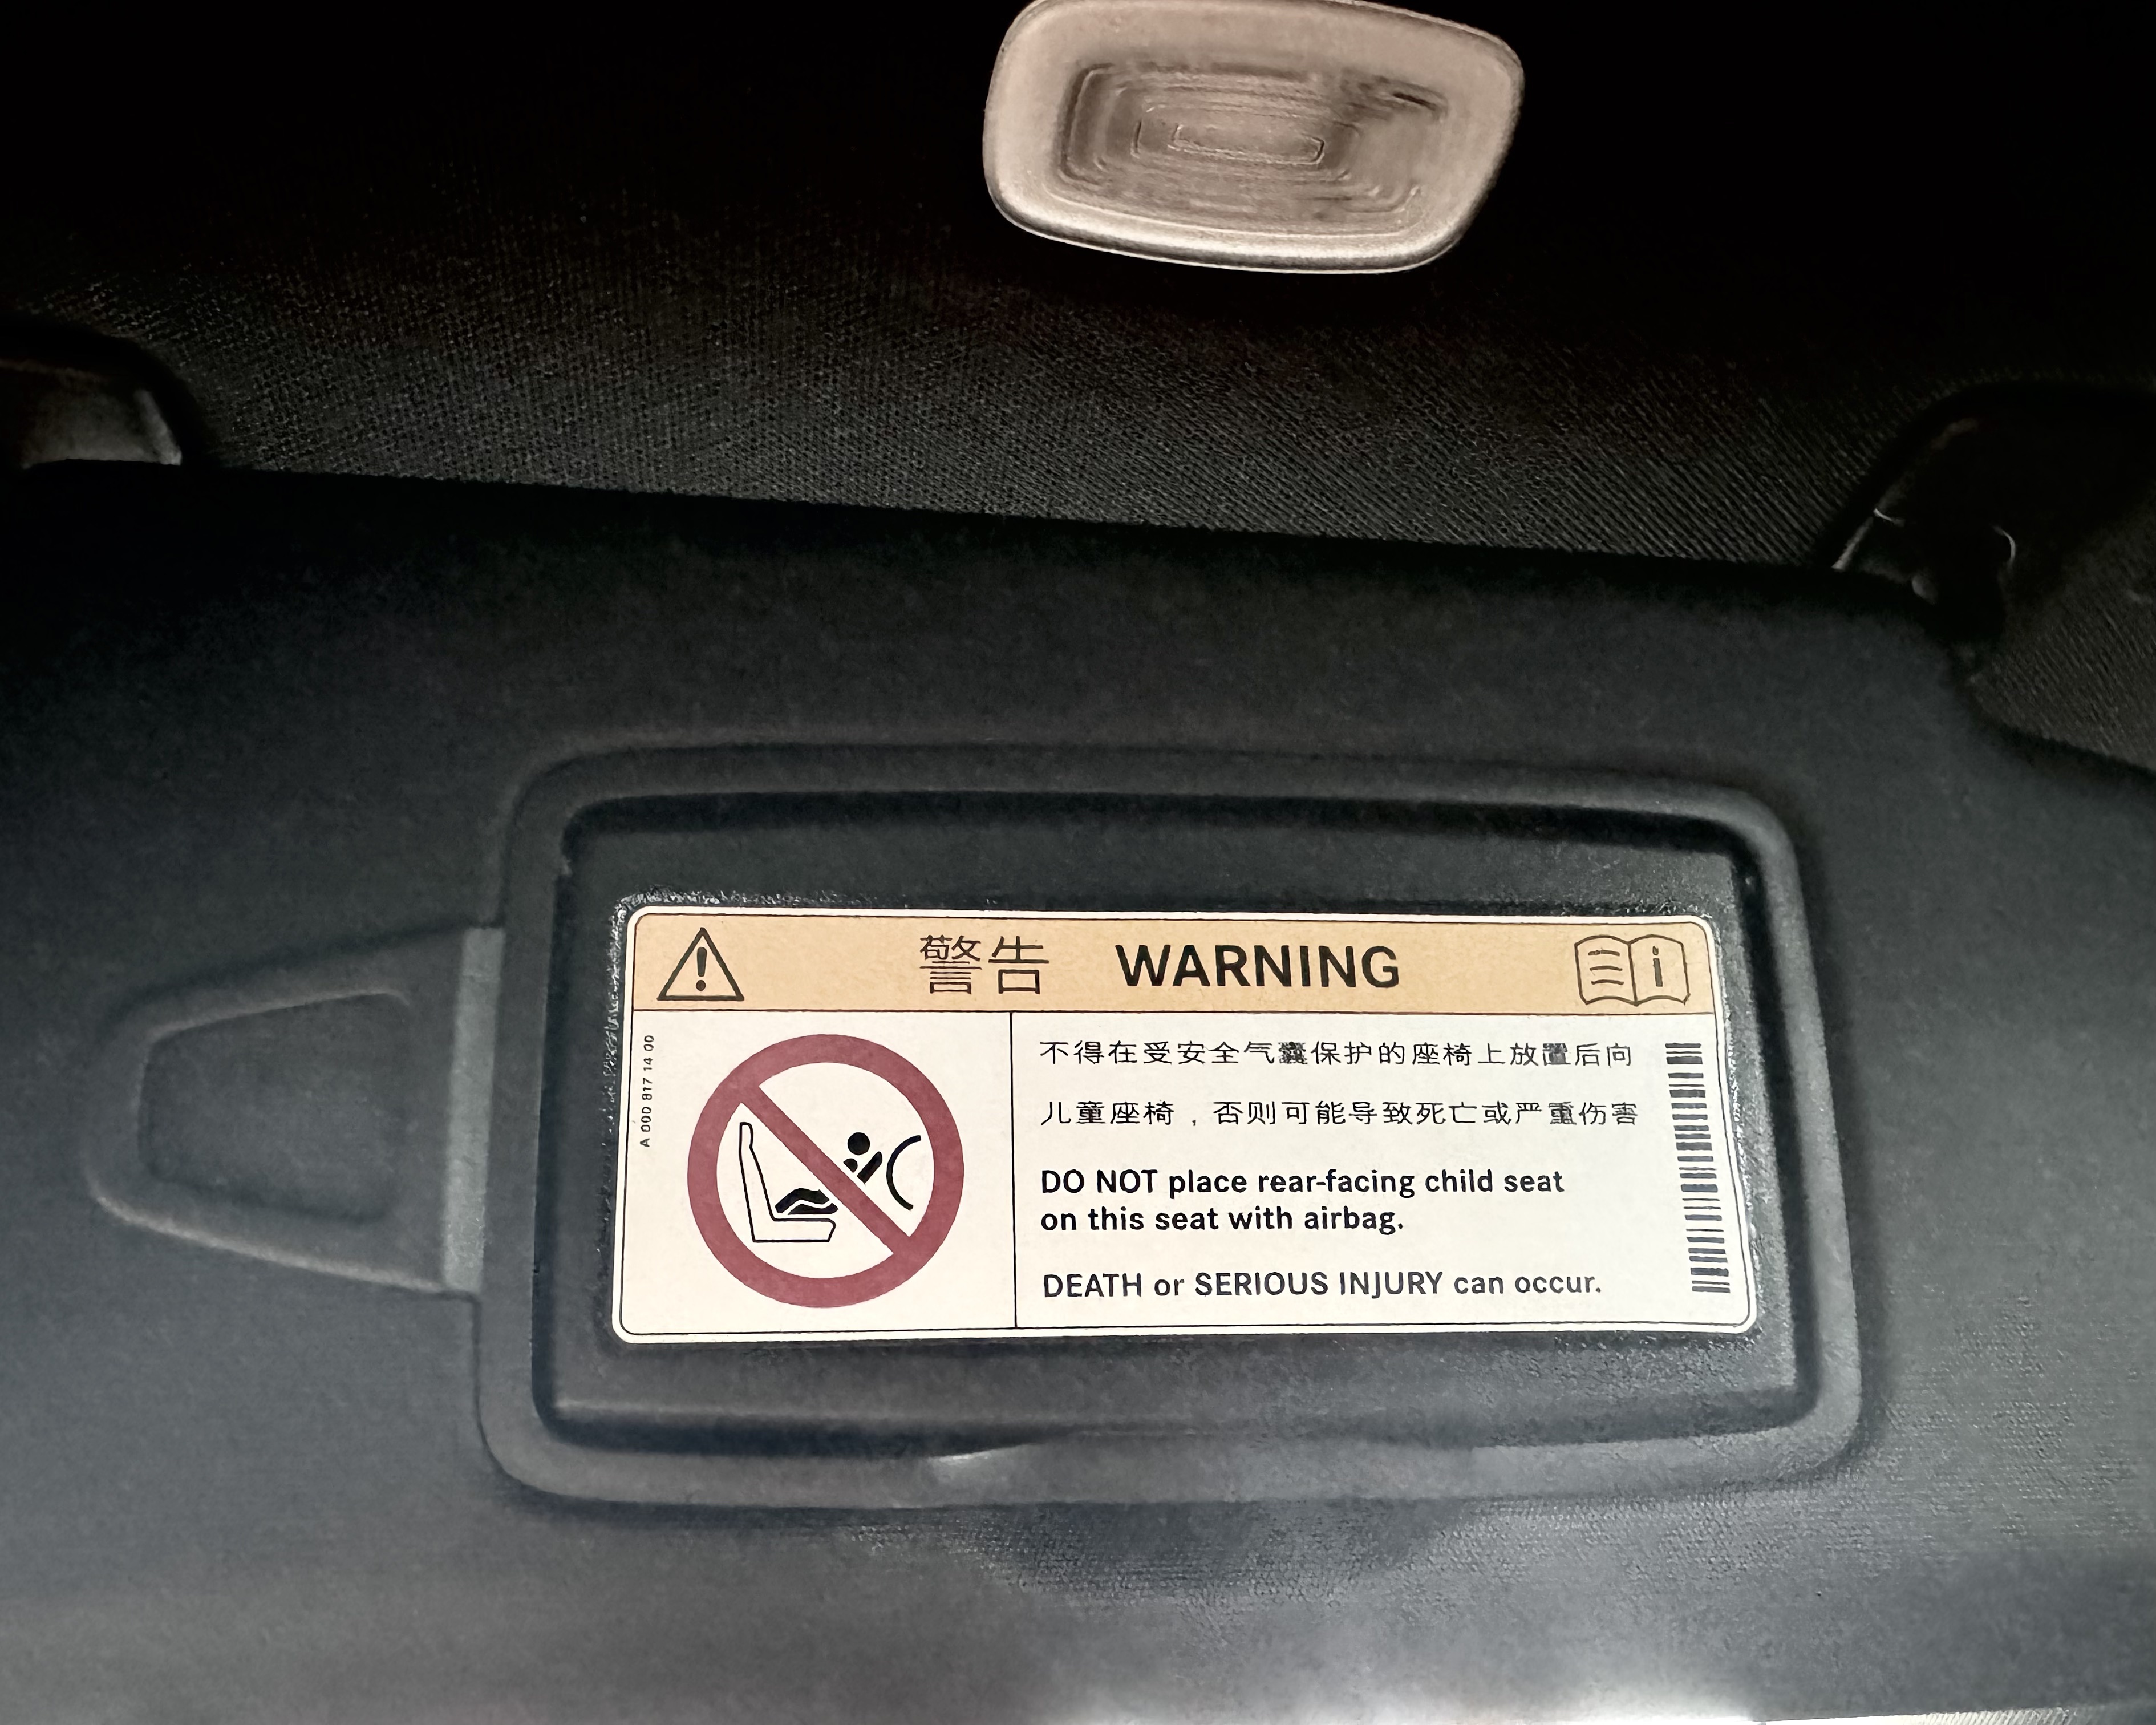 警告 WARNING
A 000 817 14 00
不得在受安全气囊保护的座椅上放置后向
儿童座椅，否则可能导致死亡或严重伤害
DO NOT place rear-facing child seat
on this seat with airbag.
DEATH or SERIOUS INJURY can occur.